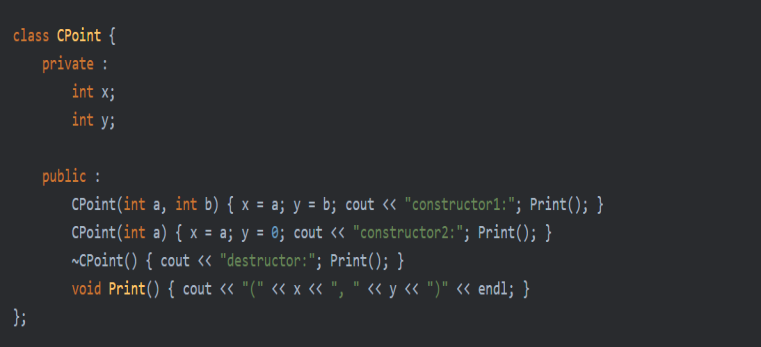 class CPoint {
    private :
        int x;
        int y;

    public :
        CPoint(int a, int b) { x = a; y = b; cout << "constructor1:"; Print(); }
        CPoint(int a) { x = a; y = 0; cout << "constructor2:"; Print(); }
        ~CPoint() { cout << "destructor:"; Print(); }
        void Print() { cout << "(" << x << ", " << y << ")" << endl; }
};